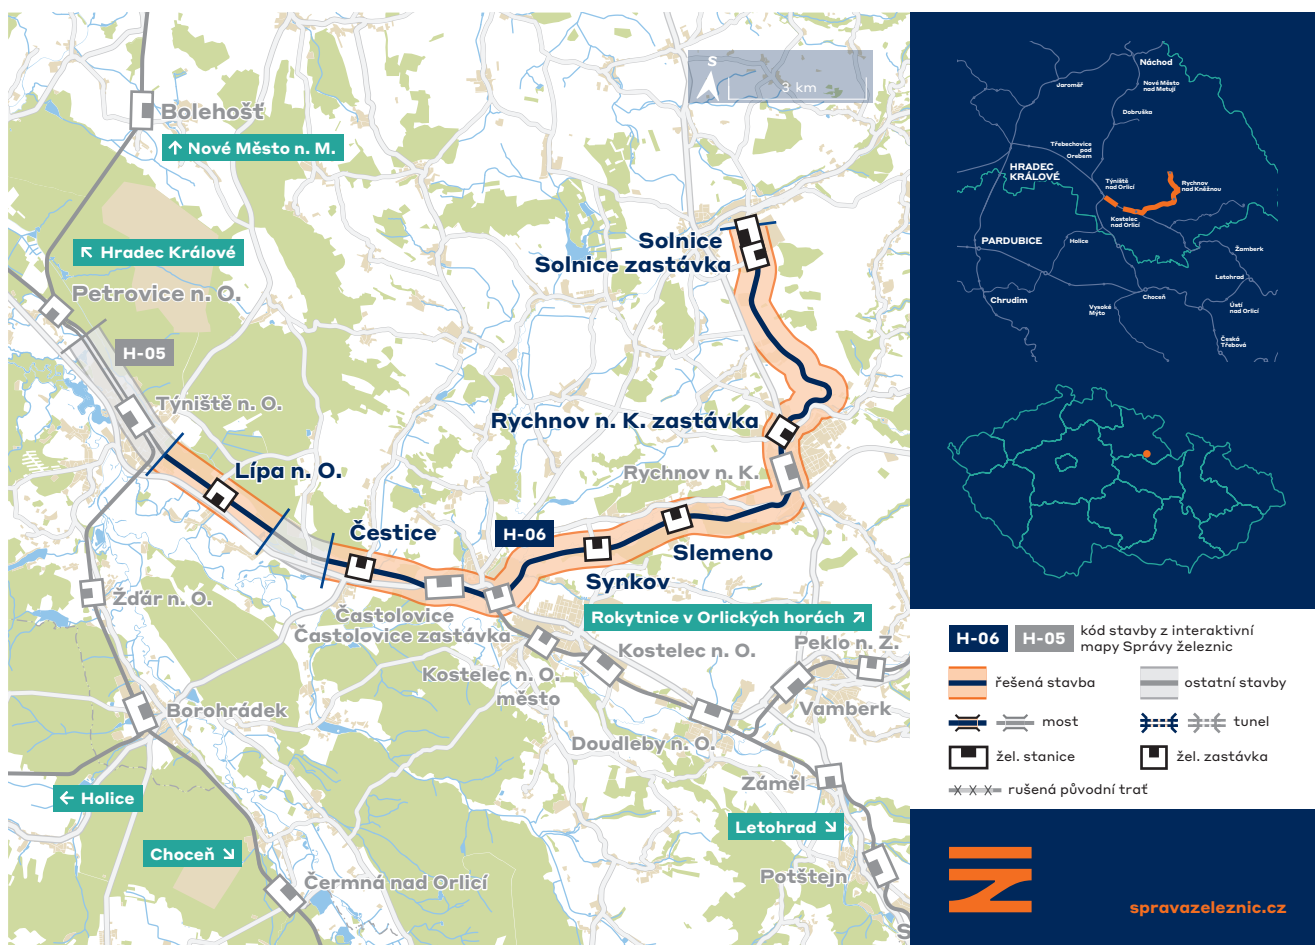 S
3 km
Bolehošť
↑ Nové Město n. M.
↖ Hradec Králové
Petrovice n. O.
H-05
Týniště n. O.
Solnice
Solnice zastávka
Rychnov n. K. zastávka
Rychnov n. K.
Lípa n. O.
Čestice
H-06
Slemeno
Synkov
Žďár n. O.
Častolovice
Častolovice zastávka
Rokytnice v Orlických horách ↗
Kostelec n. O.
Peklo n. Z.
Kostelec n. O.
město
Vamberk
Borohrádek
Doudleby n. O.
Záměl
← Holice
Letohrad ↘
Choceň ↘
Potštejn
Čermná nad Orlicí
S
Náchod
Jaroměř
Nové Město
nad Metují
Dobruška
Třebechovice
pod
Orebem
HRADEC
KRÁLOVÉ
Týniště
nad Orlicí
Rychnov
nad Kněžnou
Kostelec
nad Orlicí
PARDUBICE
Holice
Žamberk
Letohrad
Chrudim
Choceň
Vysoké
Mýto
Ústí
nad Orlicí
Česká
Třebová
H-06 H-05 kód stavby z interaktivní
mapy Správy železnic
řešená stavba
ostatní stavby
most
tunel
žel. stanice
žel. zastávka
rušená původní trať
spravazeleznic.cz